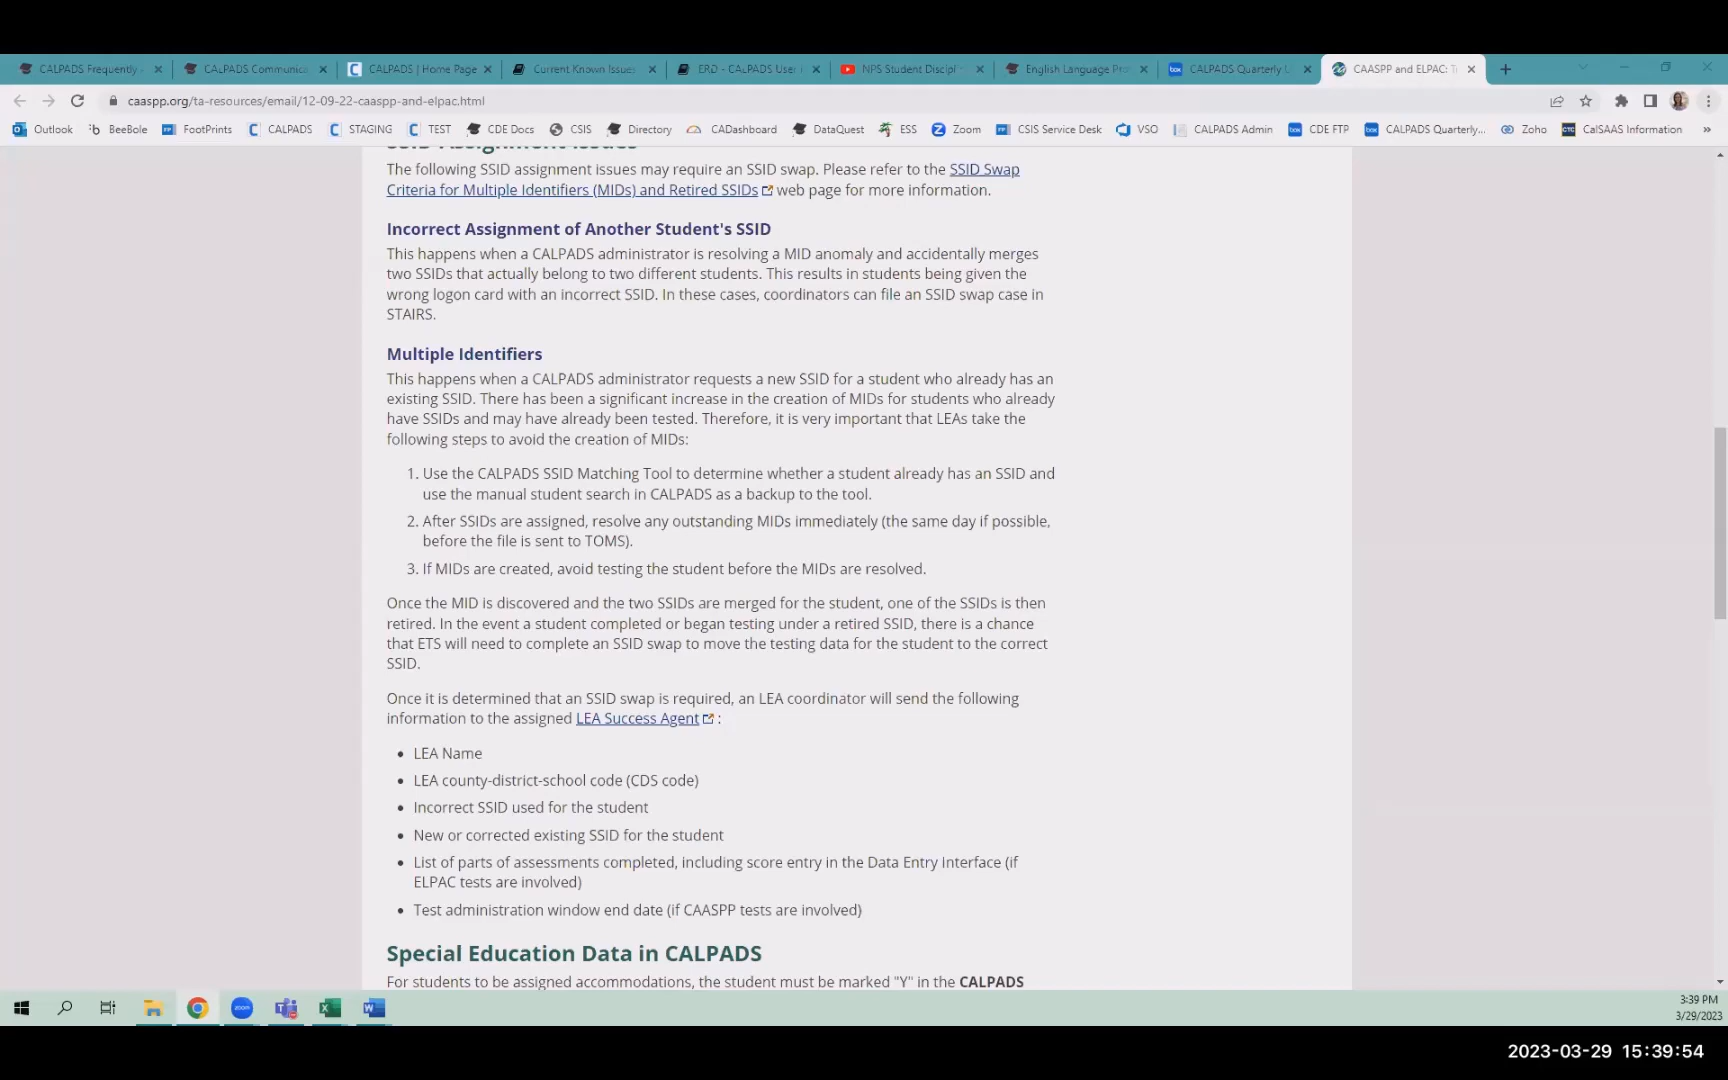 CALPADS Frequently
CALPADS Communica
CALPADS | Home Page
Current Known Issues
ERD - CALPADS User
NPS Student Discipl
English Language Pro
CALPADS Quarterly U
CAASPP and ELPAC: T
caaspp.org/ta-resources/email/12-09-22-caaspp-and-elpac.html
Outlook
BeeBole
FootPrints
CALPADS
STAGING
TEST
CDE Docs
CSIS
Directory
CADashboard
DataQuest
ESS
Zoom
CSIS Service Desk
VSO
CALPADS Admin
CDE FTP
CALPADS Quarterly...
Zoho
CalSAAS Information
»
SSID Assignment Issues
The following SSID assignment issues may require an SSID swap. Please refer to the SSID Swap
Criteria for Multiple Identifiers (MIDs) and Retired SSIDs web page for more information.
Incorrect Assignment of Another Student's SSID
This happens when a CALPADS administrator is resolving a MID anomaly and accidentally merges
two SSIDs that actually belong to two different students. This results in students being given the
wrong logon card with an incorrect SSID. In these cases, coordinators can file an SSID swap case in
STAIRS.
Multiple Identifiers
This happens when a CALPADS administrator requests a new SSID for a student who already has an
existing SSID. There has been a significant increase in the creation of MIDs for students who already
have SSIDs and may have already been tested. Therefore, it is very important that LEAs take the
following steps to avoid the creation of MIDs:
1. Use the CALPADS SSID Matching Tool to determine whether a student already has an SSID and
use the manual student search in CALPADS as a backup to the tool.
2. After SSIDs are assigned, resolve any outstanding MIDs immediately (the same day if possible,
before the file is sent to TOMS).
3. If MIDs are created, avoid testing the student before the MIDs are resolved.
Once the MID is discovered and the two SSIDs are merged for the student, one of the SSIDs is then
retired. In the event a student completed or began testing under a retired SSID, there is a chance
that ETS will need to complete an SSID swap to move the testing data for the student to the correct
SSID.
Once it is determined that an SSID swap is required, an LEA coordinator will send the following
information to the assigned LEA Success Agent :
• LEA Name
• LEA county-district-school code (CDS code)
• Incorrect SSID used for the student
• New or corrected existing SSID for the student
• List of parts of assessments completed, including score entry in the Data Entry Interface (if
ELPAC tests are involved)
• Test administration window end date (if CAASPP tests are involved)
Special Education Data in CALPADS
For students to be assigned accommodations, the student must be marked "Y" in the CALPADS
3:39 PM
3/29/2023
2023-03-29 15:39:54